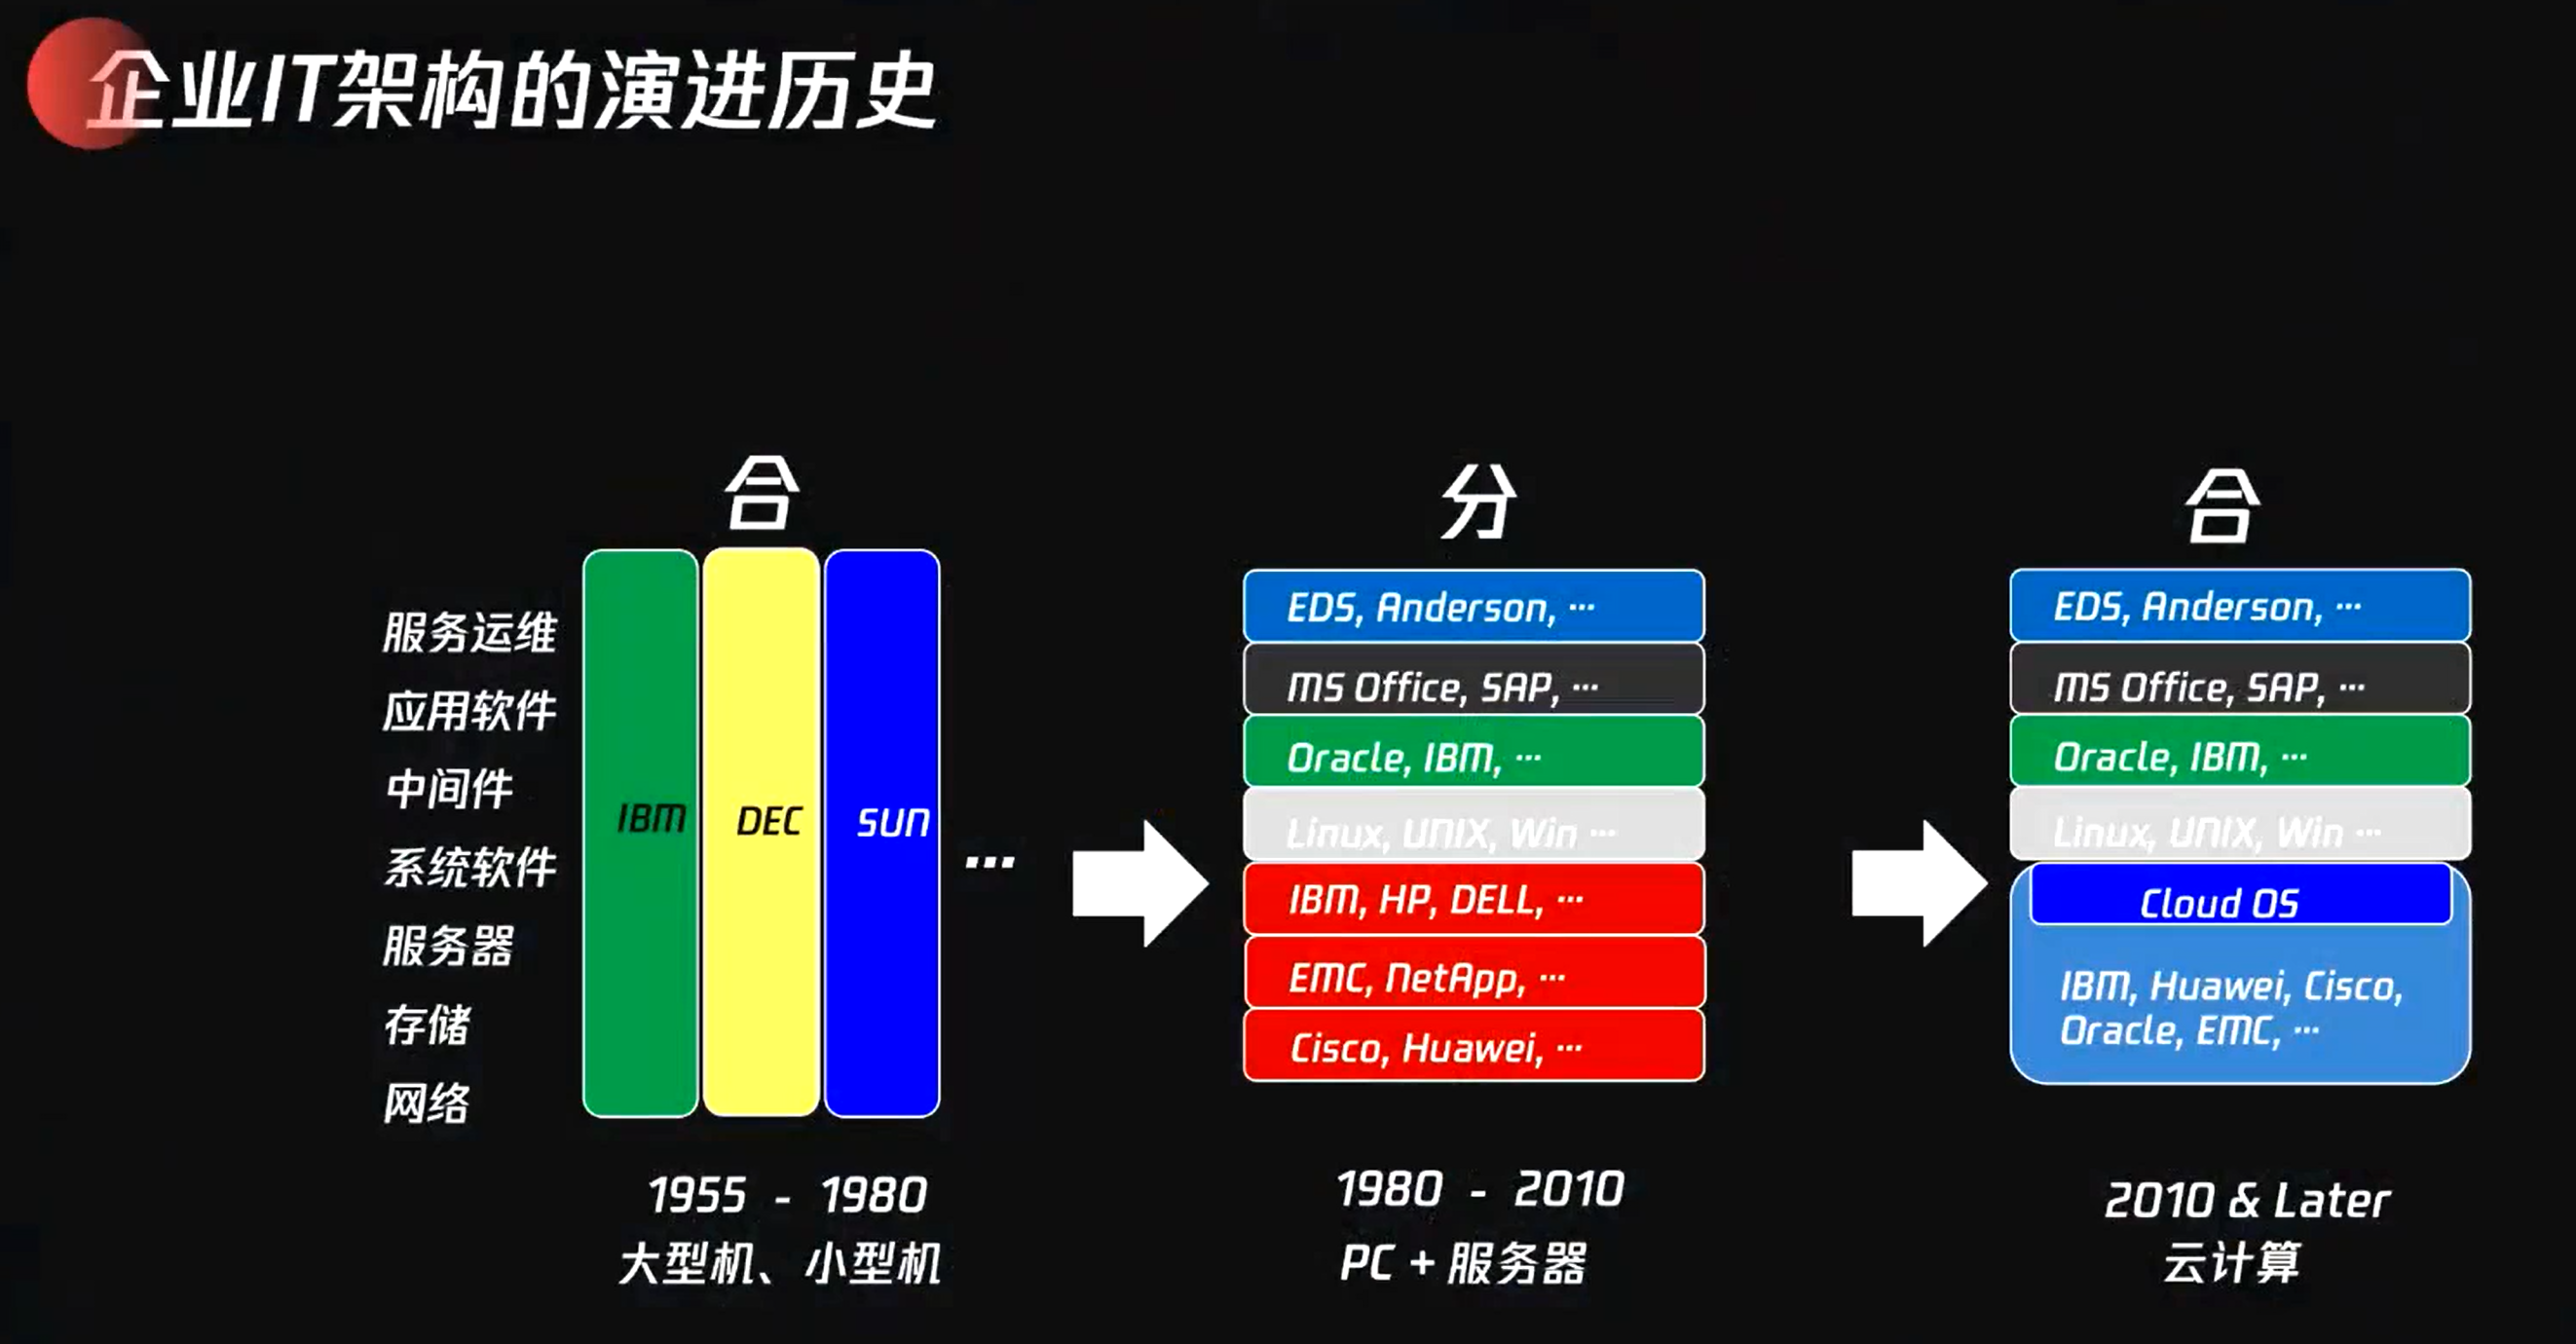 企业IT架构的演进历史
合
服务运维
应用软件
中间件
系统软件
服务器
存储
网络
IBM
DEC
SUN
...
1955 - 1980
大型机、小型机
分
EDS, Anderson, ...
MS Office, SAP, ...
Oracle, IBM, ...
Linux, UNIX, Win ...
IBM, HP, DELL, ...
EMC, NetApp, ...
Cisco, Huawei, ...
1980 - 2010
PC + 服务器
合
EDS, Anderson, ...
MS Office, SAP, ...
Oracle, IBM, ...
Linux, UNIX, Win ...
Cloud OS
IBM, Huawei, Cisco,
Oracle, EMC, ...
2010 & Later
云计算